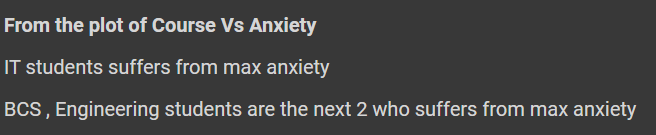 From the plot of Course Vs Anxiety
IT students suffers from max anxiety
BCS , Engineering students are the next 2 who suffers from max anxiety